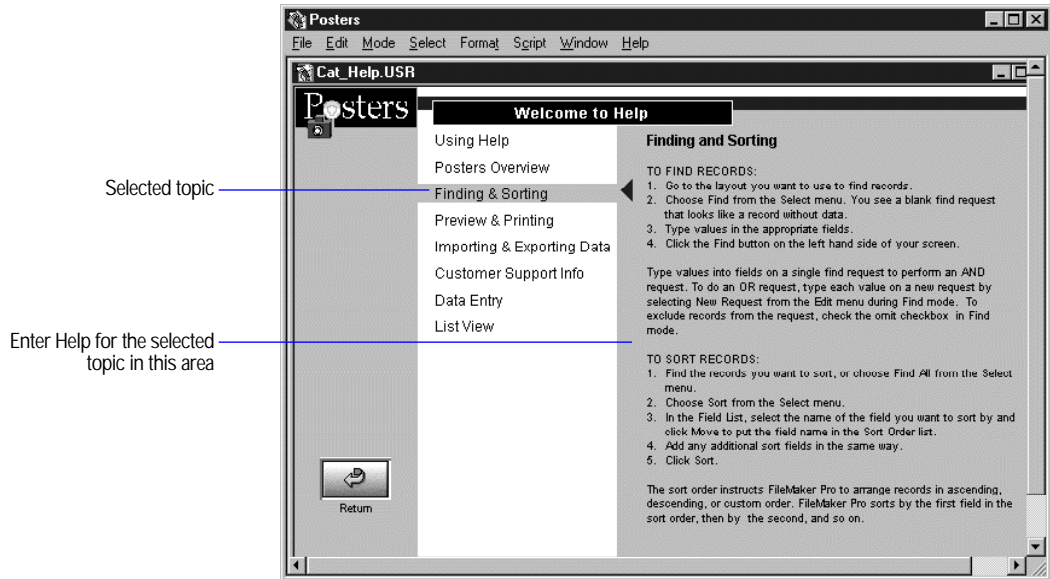 Posters
File Edit Mode Select Format Script Window Help
Cat_Help.USR
Posters
Welcome to Help
Using Help
Posters Overview
Finding & Sorting
Preview & Printing
Importing & Exporting Data
Customer Support Info
Data Entry
List View
Finding and Sorting
TO FIND RECORDS:
1. Go to the layout you want to use to find records.
2. Choose Find from the Select menu. You see a blank find request
that looks like a record without data.
3. Type values in the appropriate fields.
4. Click the Find button on the left hand side of your screen.
Type values into fields on a single find request to perform an AND
request. To do an OR request, type each value on a new request by
selecting New Request from the Edit menu during Find mode. To
exclude records from the request, check the omit checkbox in Find
mode.
TO SORT RECORDS:
1. Find the records you want to sort, or choose Find All from the Select
menu.
2. Choose Sort from the Select menu.
3. In the Field List, select the name of the field you want to sort by and
click Move to put the field name in the Sort Order list.
4. Add any additional sort fields in the same way.
5. Click Sort.
The sort order instructs FileMaker Pro to arrange records in ascending,
descending, or custom order. FileMaker Pro sorts by the first field in the
sort order, then by the second, and so on.
Return
Selected topic
Enter Help for the selected
topic in this area